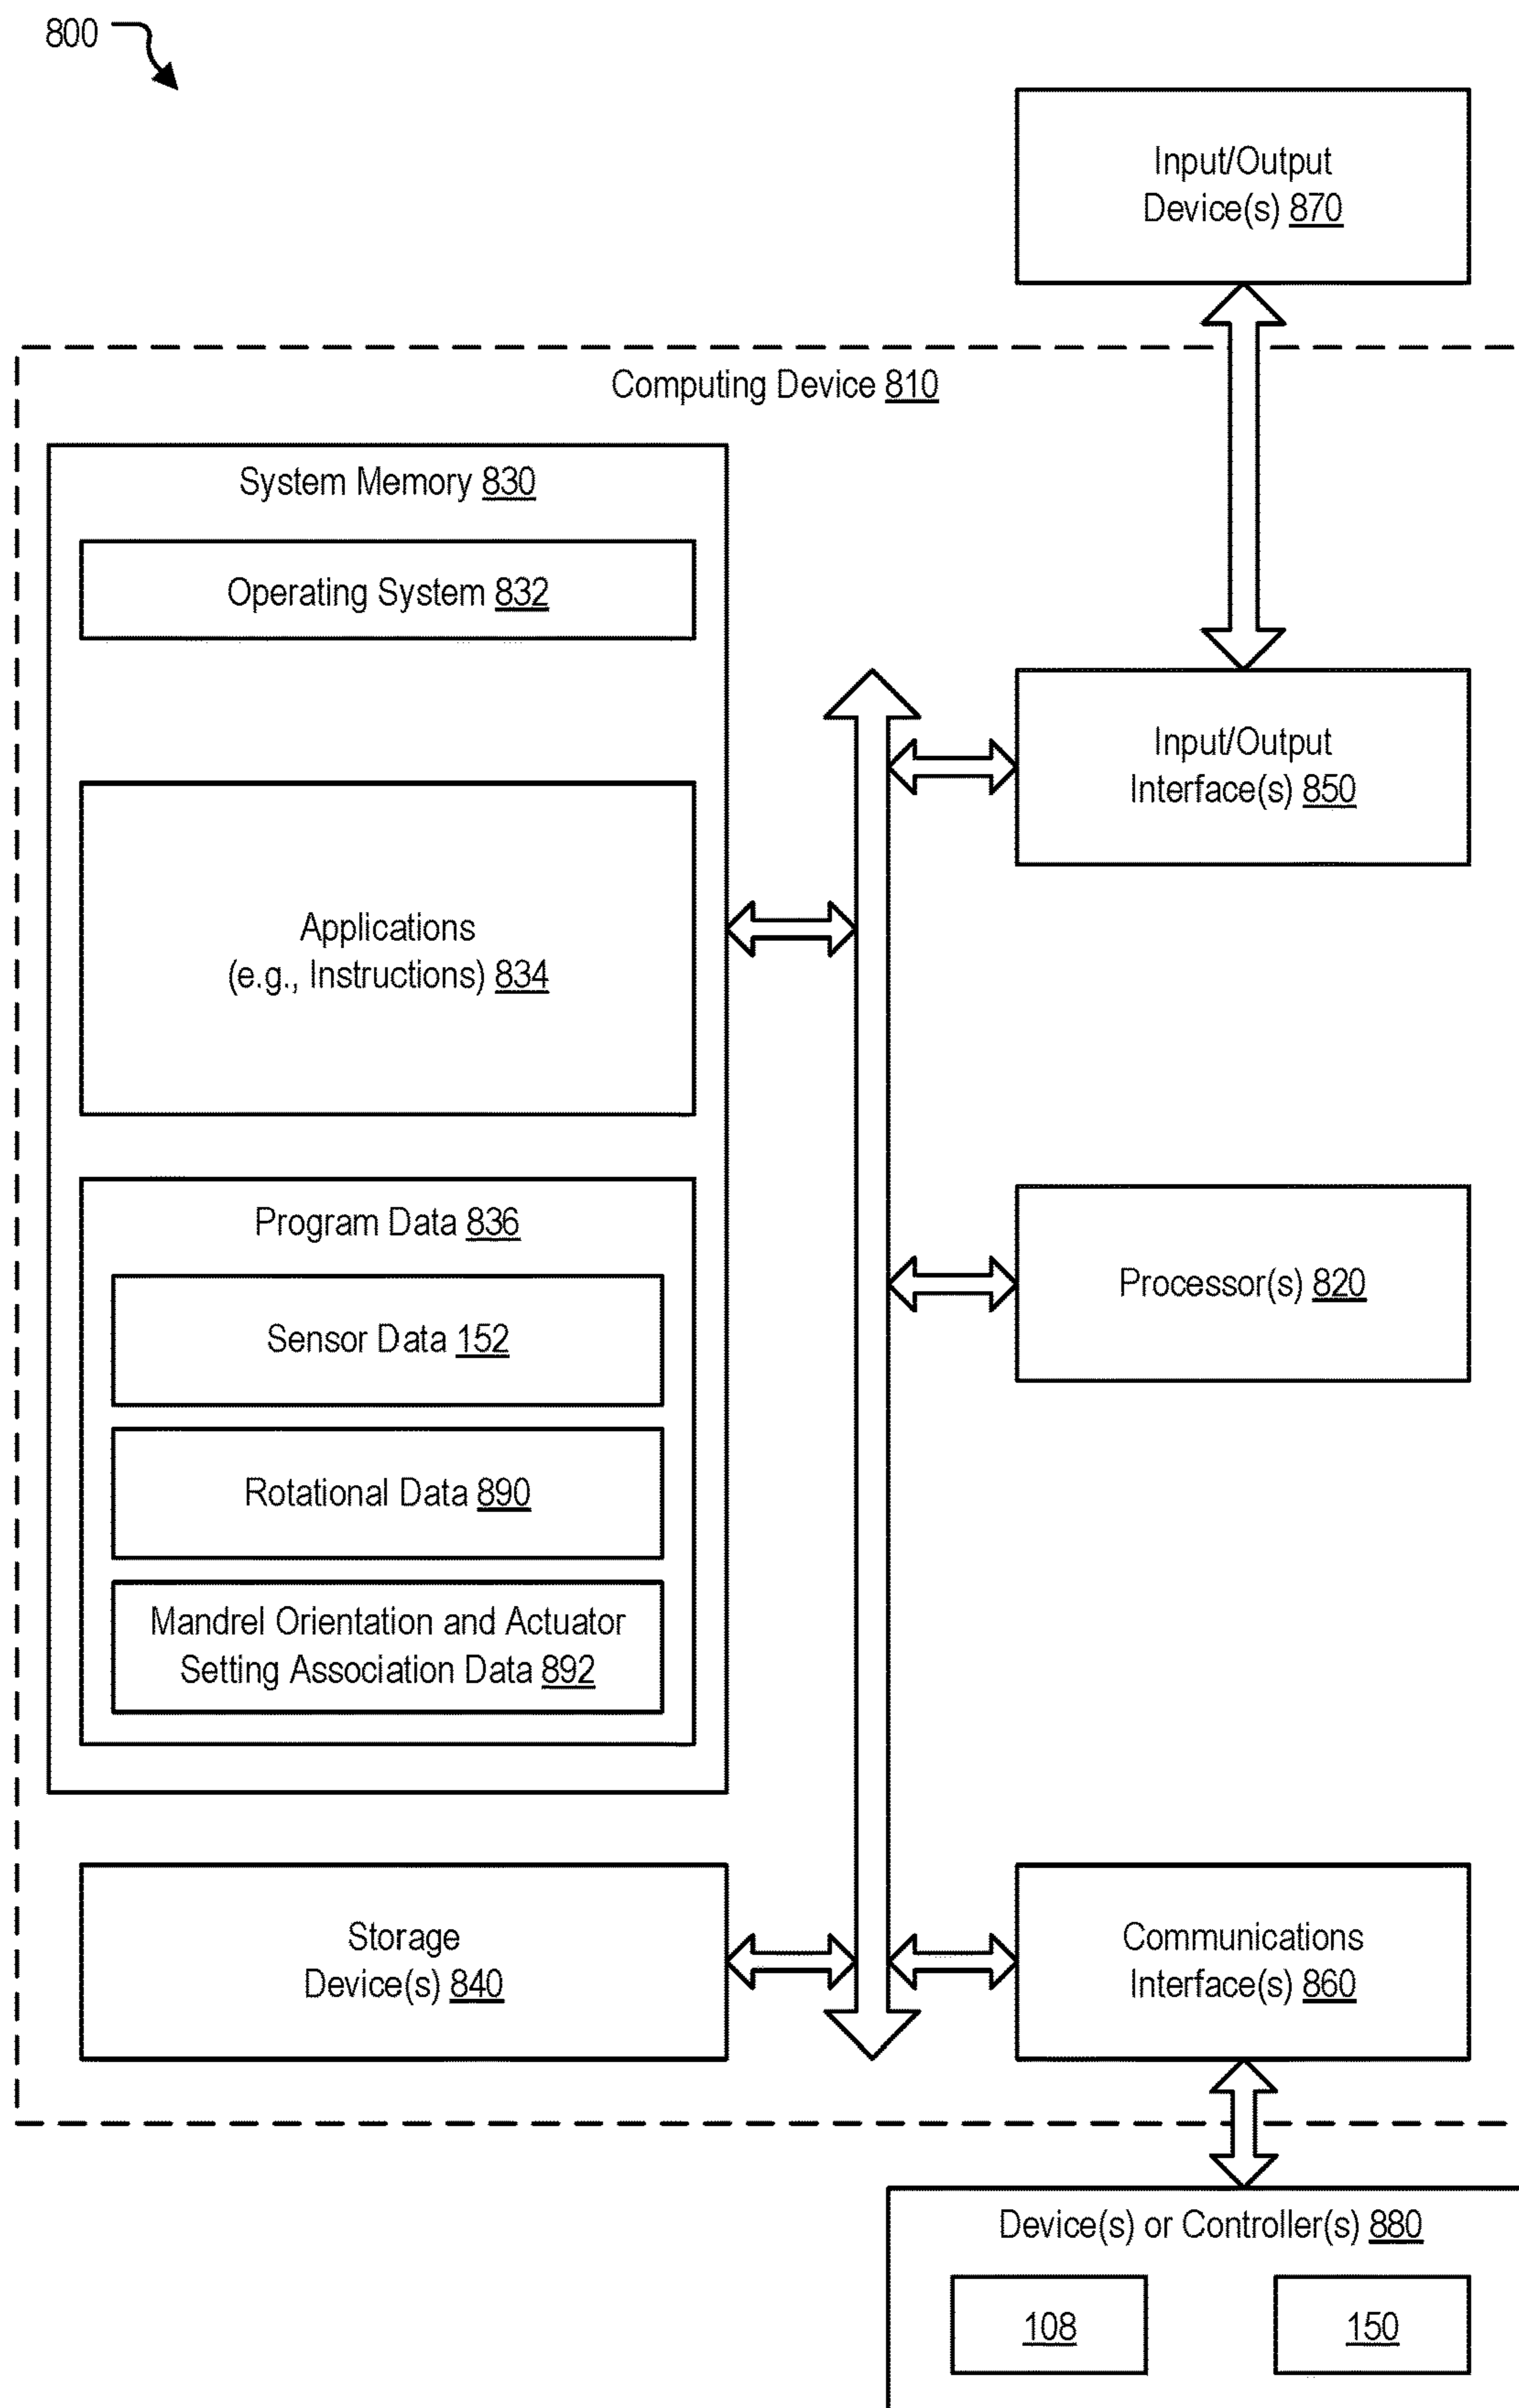 800
Input/Output
Device(s) 870
Computing Device 810
System Memory 830
Operating System 832
Input/Output
Interface(s) 850
Applications
(e.g., Instructions) 834
Program Data 836
Processor(s) 820
Sensor Data 152
Rotational Data 890
Mandrel Orientation and Actuator
Setting Association Data 892
Storage
Device(s) 840
Communications
Interface(s) 860
Device(s) or Controller(s) 880
108
150